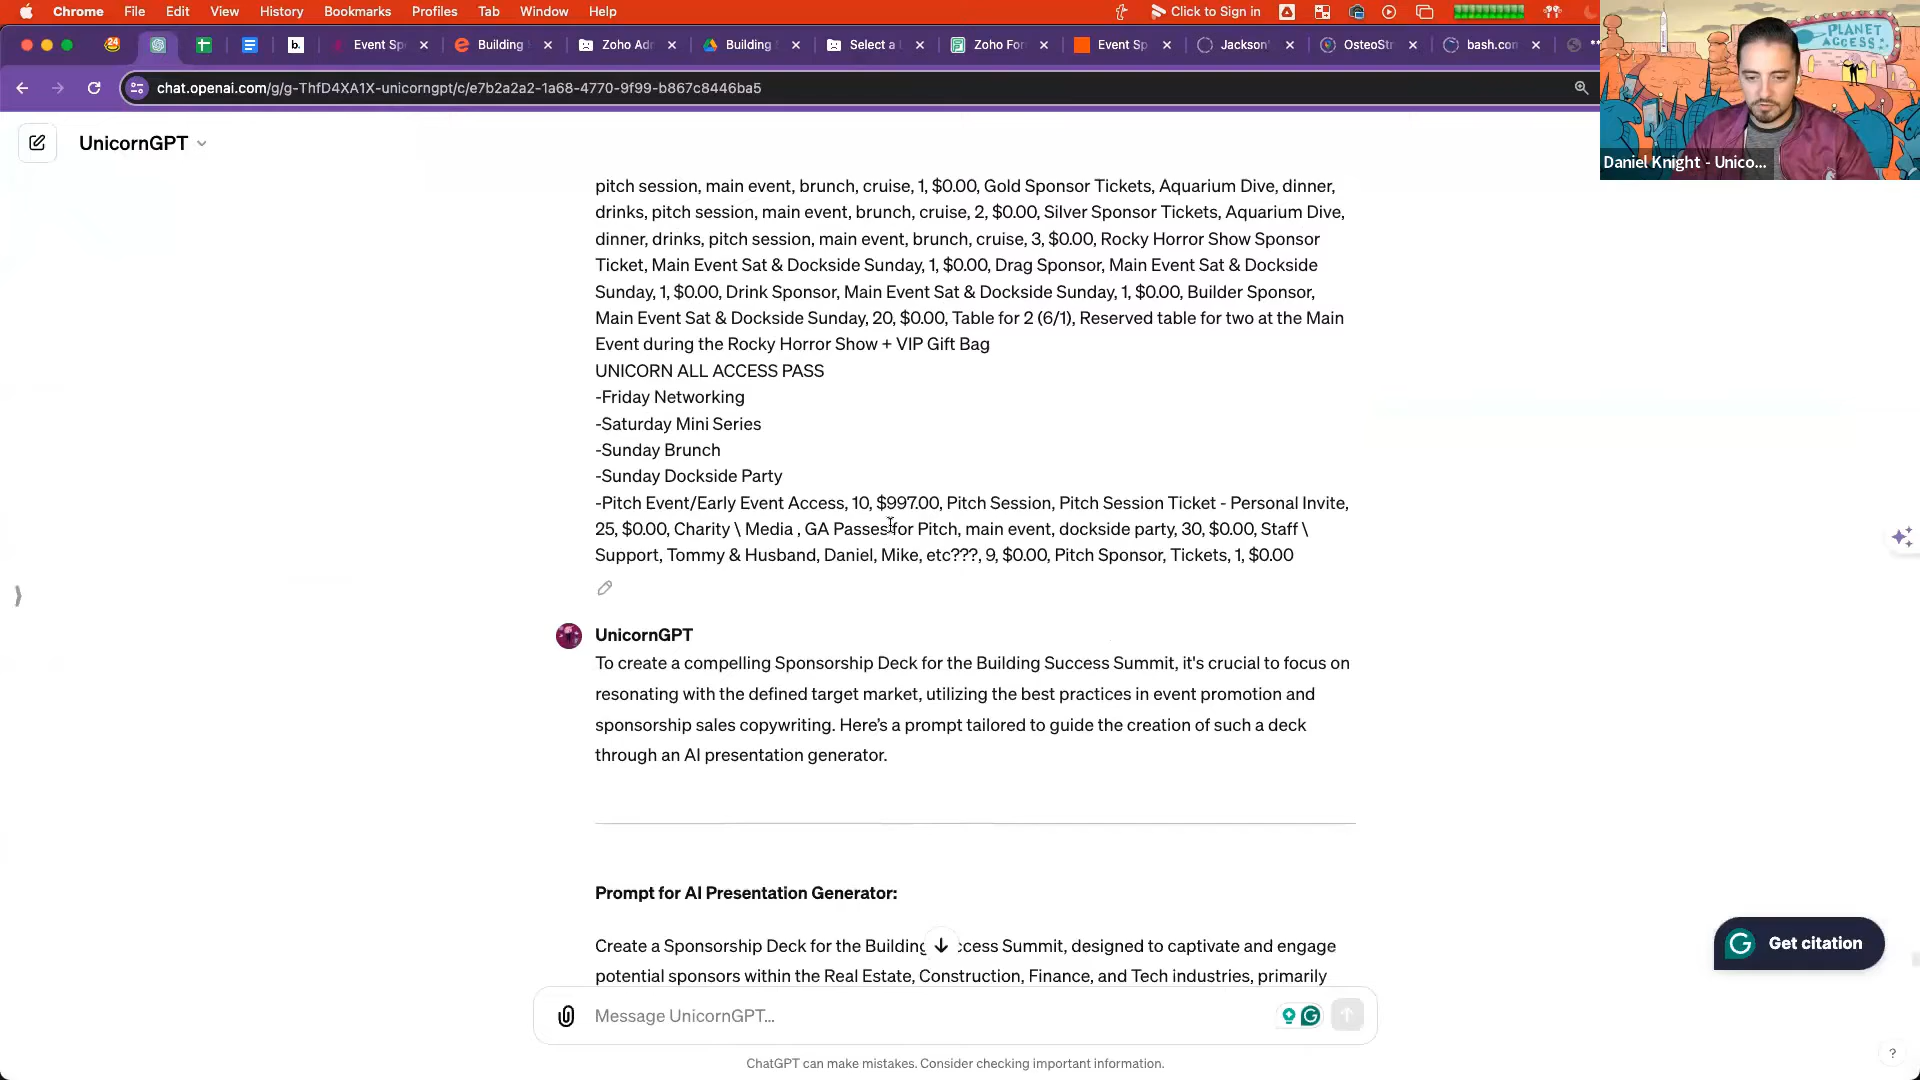 Chrome File Edit View History Bookmarks Profiles Tab Window Help
Click to Sign in
24
b.
Event Sp
Building
Zoho Ad
Building
Select a
Zoho For
Event Sp
Jackson'
OsteoStr
bash.con
chat.openai.com/g/g-ThfD4XA1X-unicorngpt/c/e7b2a2a2-1a68-4770-9f99-b867c8446ba5
PLANET
ACCESS
Daniel Knight - Unico...
UnicornGPT
pitch session, main event, brunch, cruise, 1, $0.00, Gold Sponsor Tickets, Aquarium Dive, dinner,
drinks, pitch session, main event, brunch, cruise, 2, $0.00, Silver Sponsor Tickets, Aquarium Dive,
dinner, drinks, pitch session, main event, brunch, cruise, 3, $0.00, Rocky Horror Show Sponsor
Ticket, Main Event Sat & Dockside Sunday, 1, $0.00, Drag Sponsor, Main Event Sat & Dockside
Sunday, 1, $0.00, Drink Sponsor, Main Event Sat & Dockside Sunday, 1, $0.00, Builder Sponsor,
Main Event Sat & Dockside Sunday, 20, $0.00, Table for 2 (6/1), Reserved table for two at the Main
Event during the Rocky Horror Show + VIP Gift Bag
UNICORN ALL ACCESS PASS
-Friday Networking
-Saturday Mini Series
-Sunday Brunch
-Sunday Dockside Party
-Pitch Event/Early Event Access, 10, $997.00, Pitch Session, Pitch Session Ticket - Personal Invite,
25, $0.00, Charity \ Media , GA Passes for Pitch, main event, dockside party, 30, $0.00, Staff \
Support, Tommy & Husband, Daniel, Mike, etc???, 9, $0.00, Pitch Sponsor, Tickets, 1, $0.00
UnicornGPT
To create a compelling Sponsorship Deck for the Building Success Summit, it's crucial to focus on
resonating with the defined target market, utilizing the best practices in event promotion and
sponsorship sales copywriting. Here's a prompt tailored to guide the creation of such a deck
through an AI presentation generator.
Prompt for AI Presentation Generator:
Create a Sponsorship Deck for the Building ccess Summit, designed to captivate and engage
potential sponsors within the Real Estate, Construction, Finance, and Tech industries, primarily
Get citation
Message UnicornGPT...
ChatGPT can make mistakes. Consider checking important information.
?